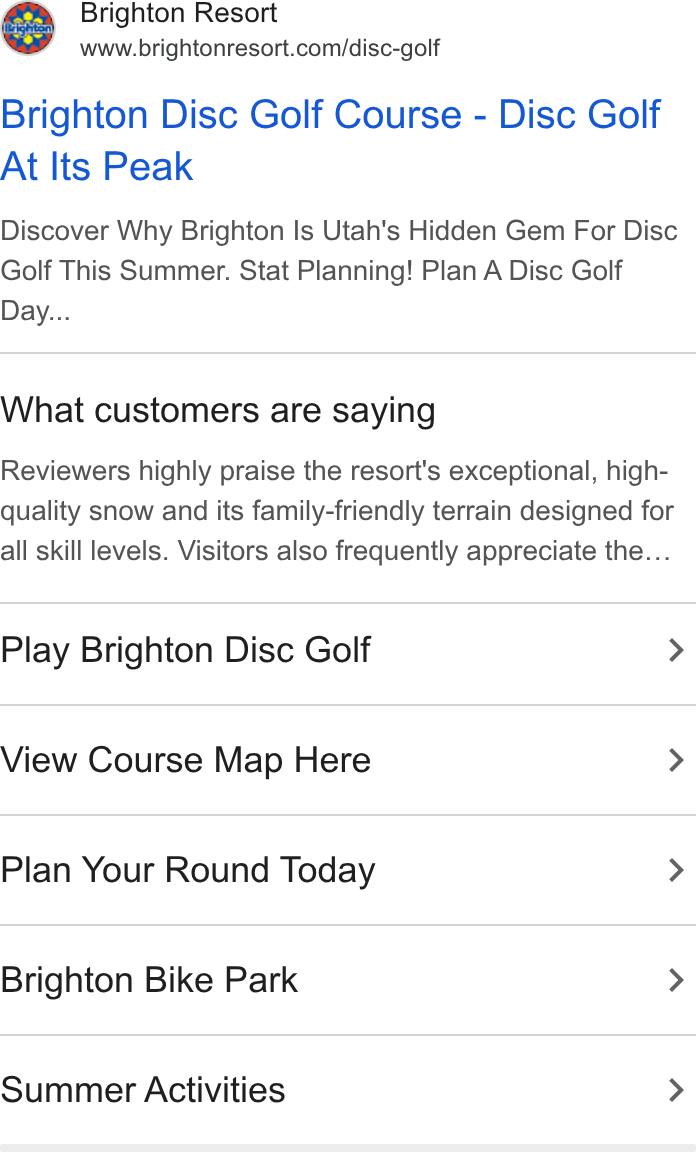 Brighton
Brighton Resort
www.brightonresort.com/disc-golf
Brighton Disc Golf Course - Disc Golf
At Its Peak
Discover Why Brighton Is Utah's Hidden Gem For Disc
Golf This Summer. Stat Planning! Plan A Disc Golf
Day...
What customers are saying
Reviewers highly praise the resort's exceptional, high-
quality snow and its family-friendly terrain designed for
all skill levels. Visitors also frequently appreciate the…
Play Brighton Disc Golf
View Course Map Here
Plan Your Round Today
Brighton Bike Park
Summer Activities